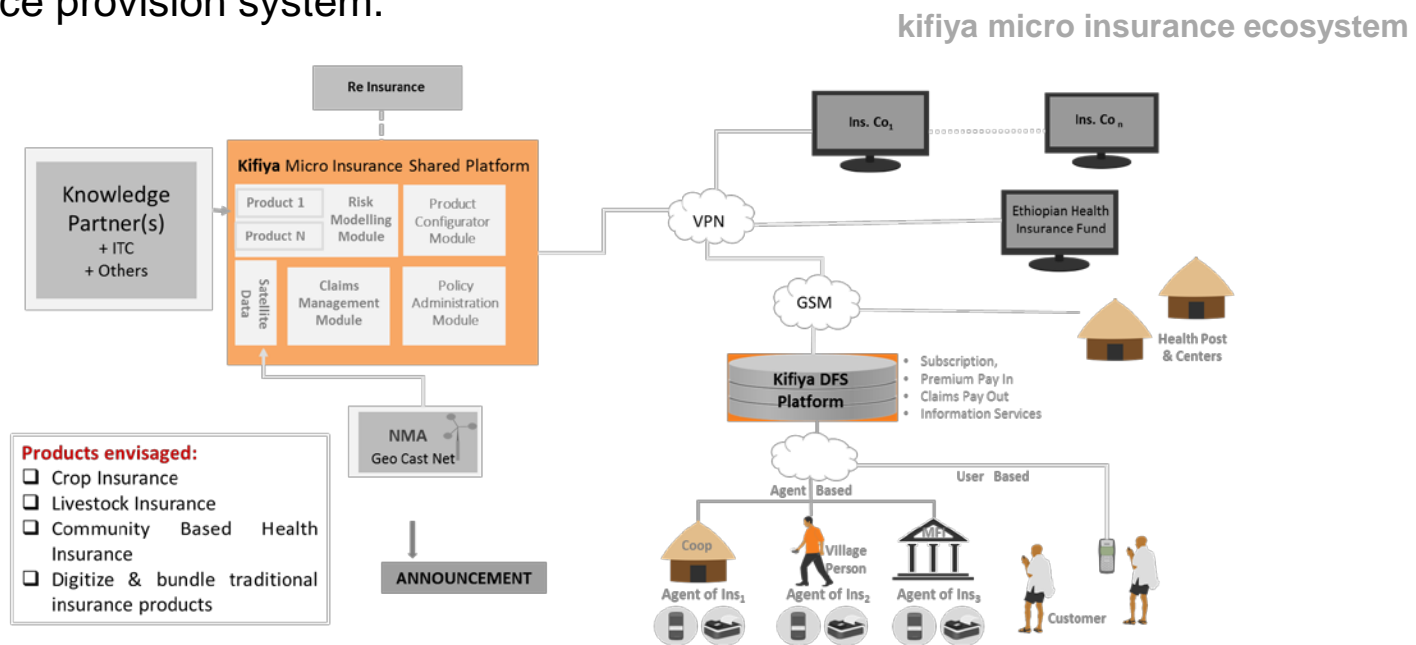 ce provision system.
kifiya micro insurance ecosystem
Re Insurance
Kifiya Micro Insurance Shared Platform
Knowledge
Partner(s)
+ ITC
+ Others
Product 1
Product N
Risk
Modelling
Module
Product
Configurator
Module
Satellite
Data
Claims
Management
Module
Policy
Administration
Module
NMA
Geo Cast Net
Products envisaged:
Crop Insurance
Livestock Insurance
Community Based Health
Insurance
Digitize & bundle traditional
insurance products
ANNOUNCEMENT
Ins. Co1
Ins. Co n
VPN
Ethiopian Health
Insurance Fund
GSM
Health Post
& Centers
Kifiya DFS
Platform
• Subscription,
• Premium Pay In
• Claims Pay Out
• Information Services
Agent Based
User Based
Coop
Village
Person
MFI
Agent of Ins1
Agent of Ins2
Agent of Ins3
Customer